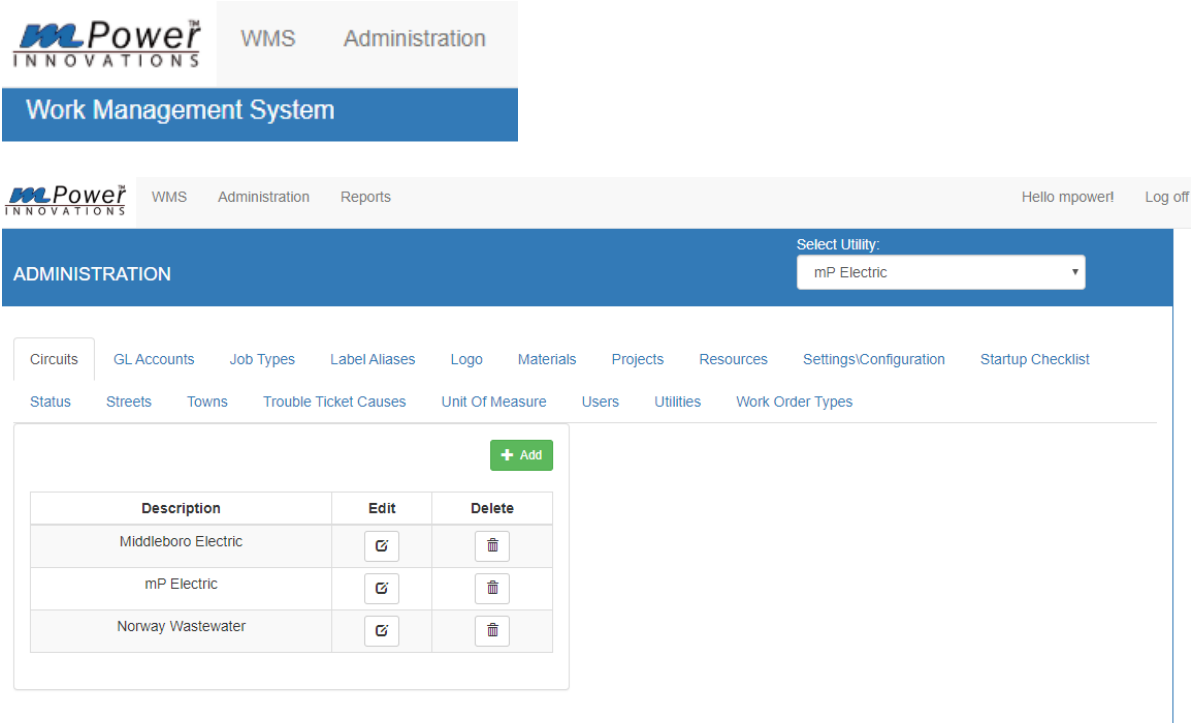 mPower™ WMS Administration
INNOVATIONS
Work Management System
mPower™ WMS Administration Reports Hello mpower! Log off
INNOVATIONS
Select Utility:
ADMINISTRATION mP Electric
Circuits GL Accounts Job Types Label Aliases Logo Materials Projects Resources Settings\Configuration Startup Checklist
Status Streets Towns Trouble Ticket Causes Unit Of Measure Users Utilities Work Order Types
+ Add
Description Edit Delete
Middleboro Electric
mP Electric
Norway Wastewater